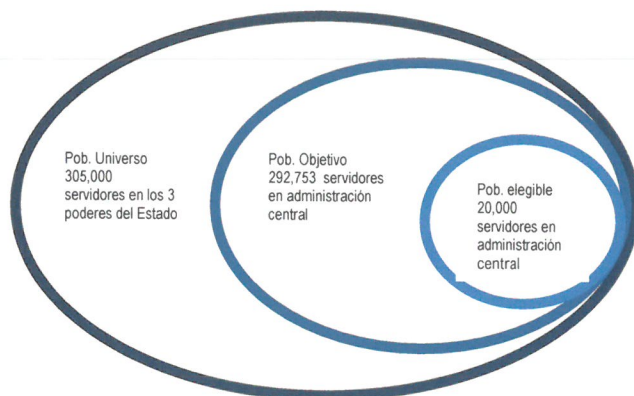 Pob. Universo
305,000
servidores en los 3
poderes del Estado
Pob. Objetivo
292,753 servidores
en administración
central
Pob. elegible
20,000
servidores en
administración
central